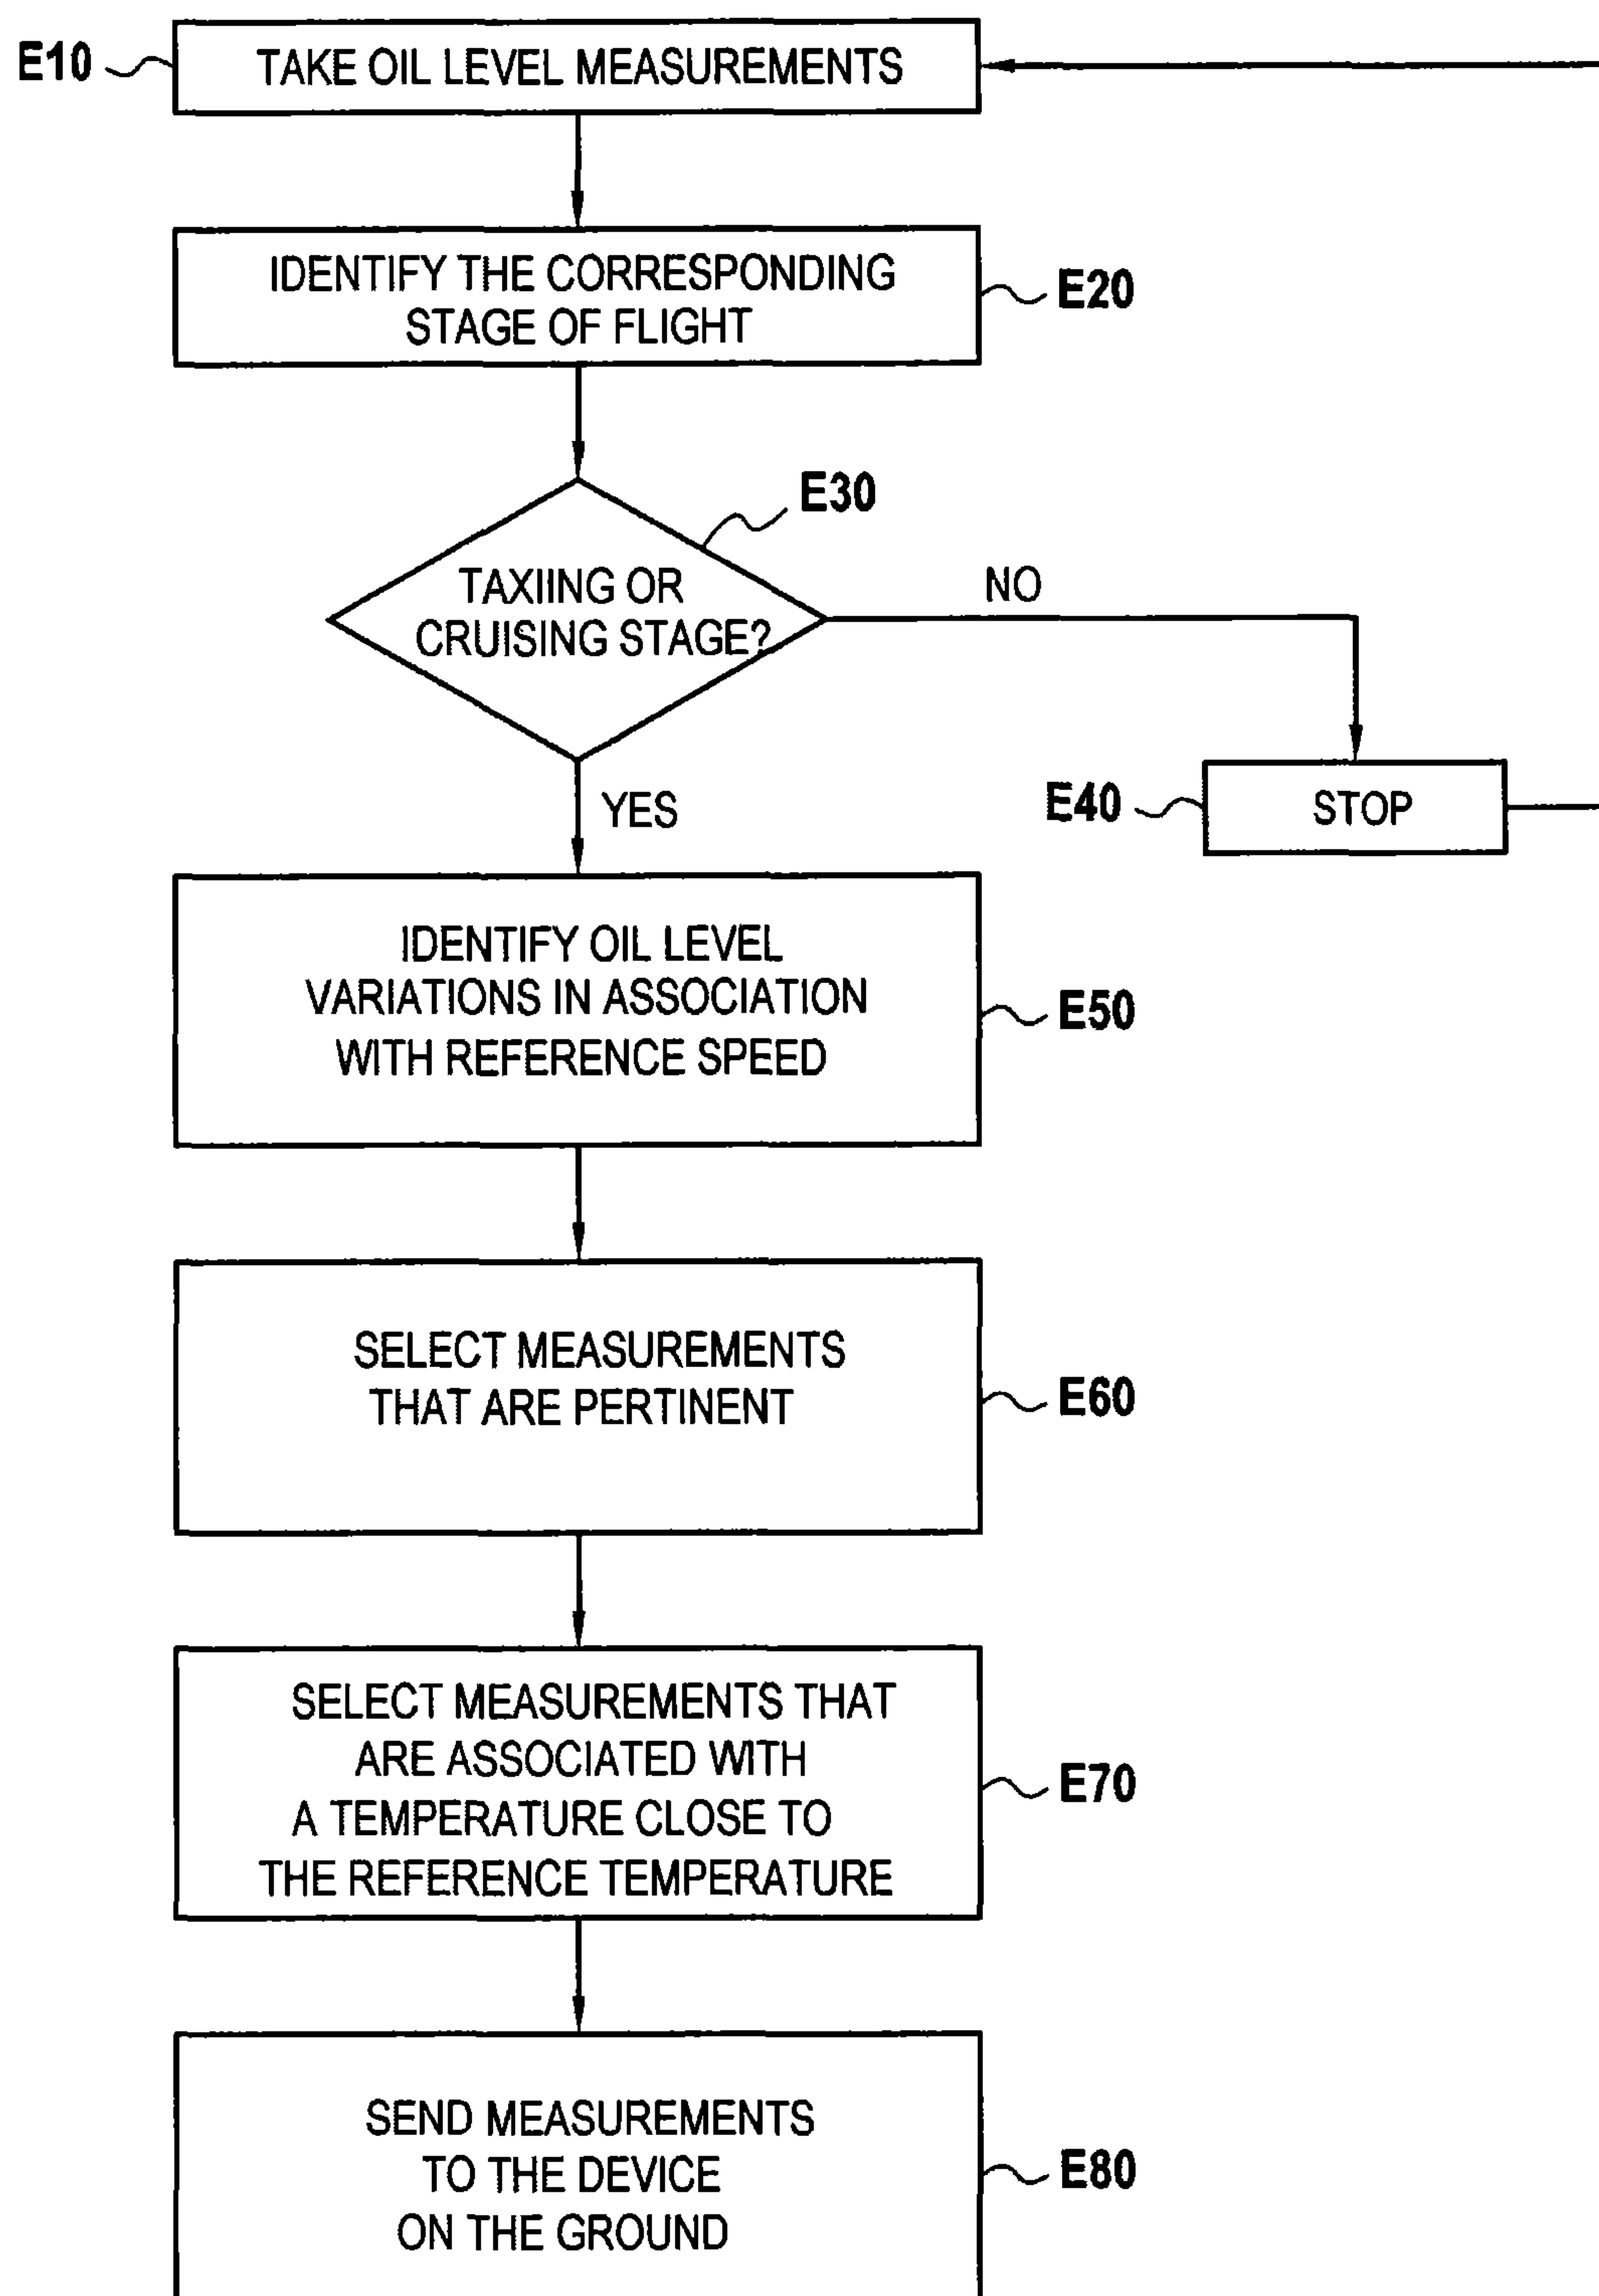 E10
TAKE OIL LEVEL MEASUREMENTS
IDENTIFY THE CORRESPONDING
STAGE OF FLIGHT
E20
E30
TAXIING OR
CRUISING STAGE?
NO
YES
E40
STOP
IDENTIFY OIL LEVEL
VARIATIONS IN ASSOCIATION
WITH REFERENCE SPEED
E50
SELECT MEASUREMENTS
THAT ARE PERTINENT
E60
SELECT MEASUREMENTS THAT
ARE ASSOCIATED WITH
A TEMPERATURE CLOSE TO
THE REFERENCE TEMPERATURE
E70
SEND MEASUREMENTS
TO THE DEVICE
ON THE GROUND
E80